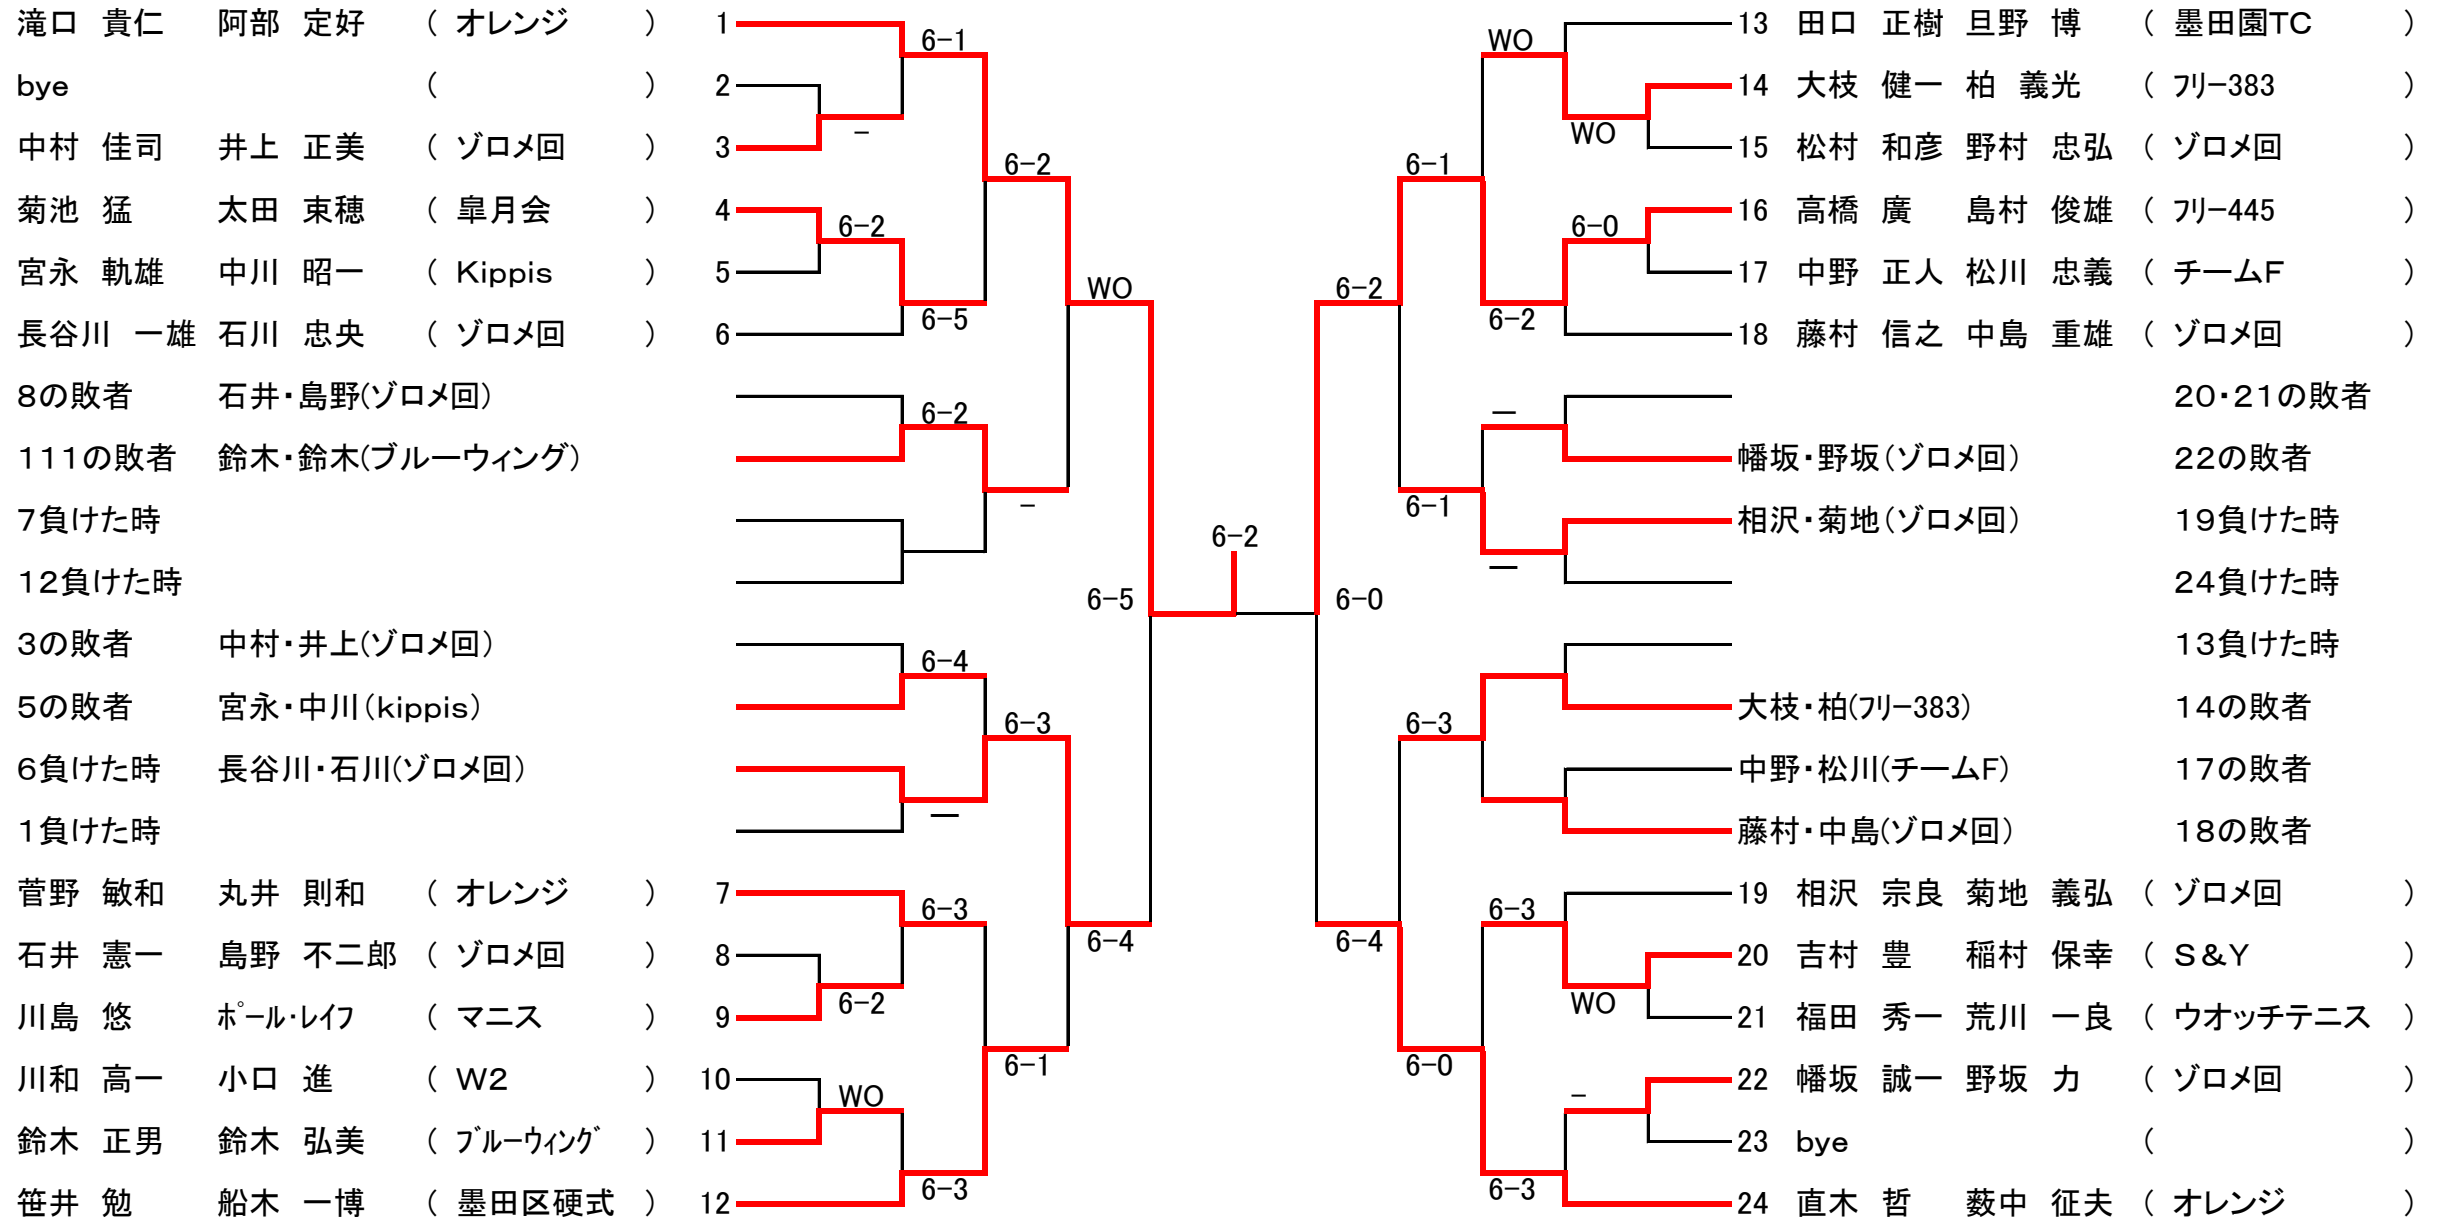 滝口 貴仁 阿部 定好 ( オレンジ ) 1
bye ( ) 2
中村 佳司 井上 正美 ( ゾロメ回 ) 3
菊池 猛 太田 束穂 ( 皐月会 ) 4
宮永 軌雄 中川 昭一 ( Kippis ) 5
長谷川 一雄 石川 忠央 ( ゾロメ回 ) 6
8の敗者 石井・島野(ゾロメ回)
111の敗者 鈴木・鈴木(ブルーウィング)
7負けた時
12負けた時
3の敗者 中村・井上(ゾロメ回)
5の敗者 宮永・中川(kippis)
6負けた時 長谷川・石川(ゾロメ回)
1負けた時
菅野 敏和 丸井 則和 ( オレンジ ) 7
石井 憲一 島野 不二郎 ( ゾロメ回 ) 8
川島 悠 ポール・レイフ ( マニス ) 9
川和 高一 小口 進 ( W2 ) 10
鈴木 正男 鈴木 弘美 ( ブルーウィング ) 11
笹井 勉 船木 一博 ( 墨田区硬式 ) 12
6-1
-
6-2
6-5
6-2
6-2
-
WO
6-4
—
6-3
6-3
6-2
WO
6-3
6-1
6-4
6-5
6-2
6-0
6-2
6-1
WO
WO
6-0
6-2
—
—
6-1
6-3
6-4
6-3
WO
6-0
-
6-3
13 田口 正樹 旦野 博 ( 墨田園TC )
14 大枝 健一 柏 義光 ( フリー383 )
15 松村 和彦 野村 忠弘 ( ゾロメ回 )
16 高橋 廣 島村 俊雄 ( フリー445 )
17 中野 正人 松川 忠義 ( チームF )
18 藤村 信之 中島 重雄 ( ゾロメ回 )
20・21の敗者
幡坂・野坂(ゾロメ回) 22の敗者
相沢・菊地(ゾロメ回) 19負けた時
24負けた時
13負けた時
大枝・柏(フリー383) 14の敗者
中野・松川(チームF) 17の敗者
藤村・中島(ゾロメ回) 18の敗者
19 相沢 宗良 菊地 義弘 ( ゾロメ回 )
20 吉村 豊 稲村 保幸 ( S&Y )
21 福田 秀一 荒川 一良 ( ウオッチテニス )
22 幡坂 誠一 野坂 力 ( ゾロメ回 )
23 bye ( )
24 直木 哲 薮中 征夫 ( オレンジ )